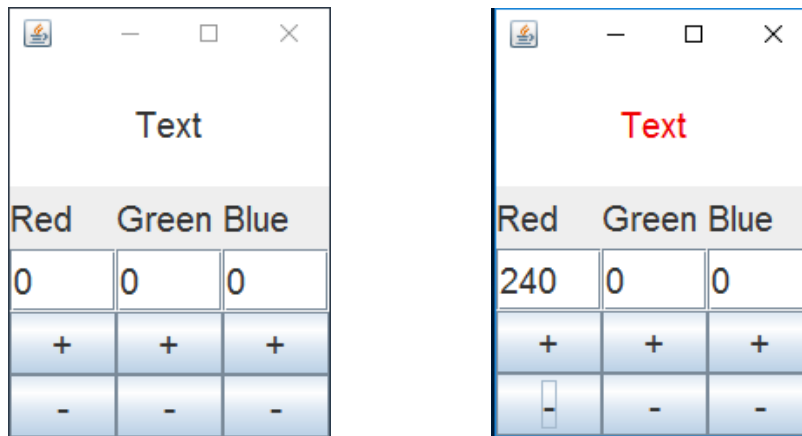 Text
Red Green Blue
0 0 0
+ + +
- - -
Text
Red Green Blue
240 0 0
+ + +
- - -